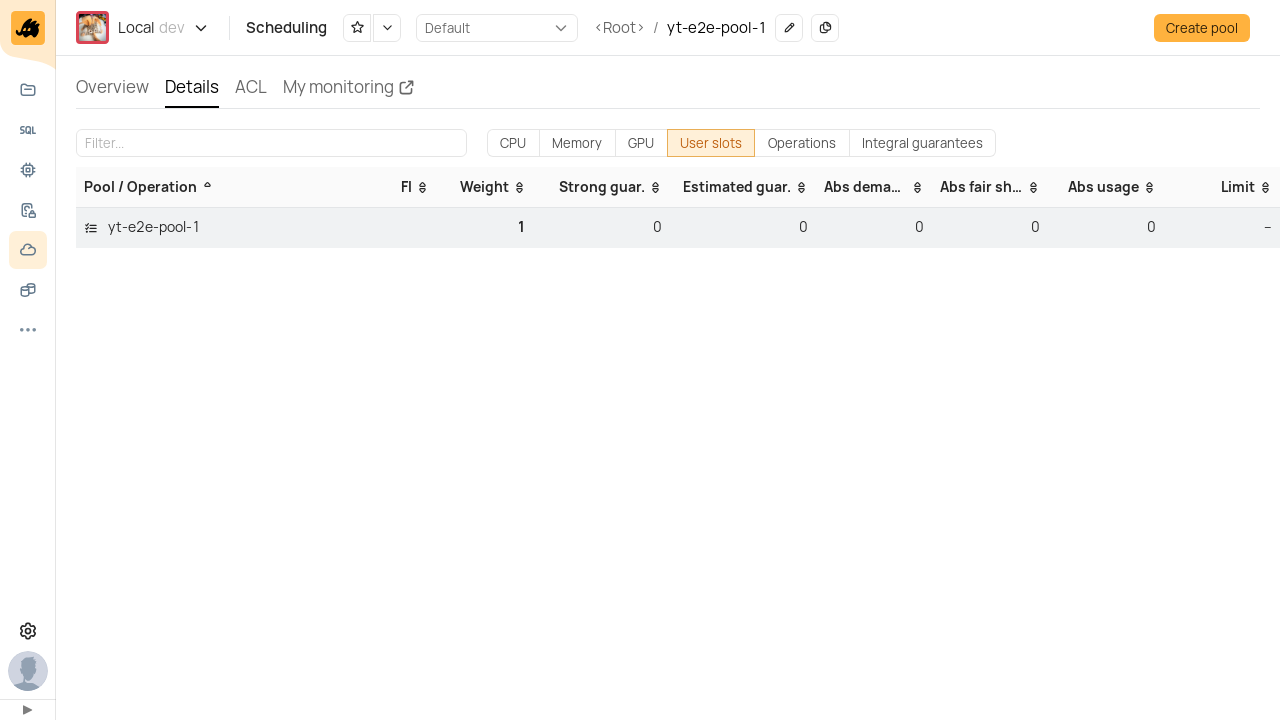 Local dev Scheduling Default <Root> / yt-e2e-pool-1 Create pool
Overview Details ACL My monitoring
SQL
Filter... CPU Memory GPU User slots Operations Integral guarantees
Pool / Operation FI Weight Strong guar. Estimated guar. Abs dema... Abs fair sh... Abs usage Limit
yt-e2e-pool-1 1 0 0 0 0 0 –